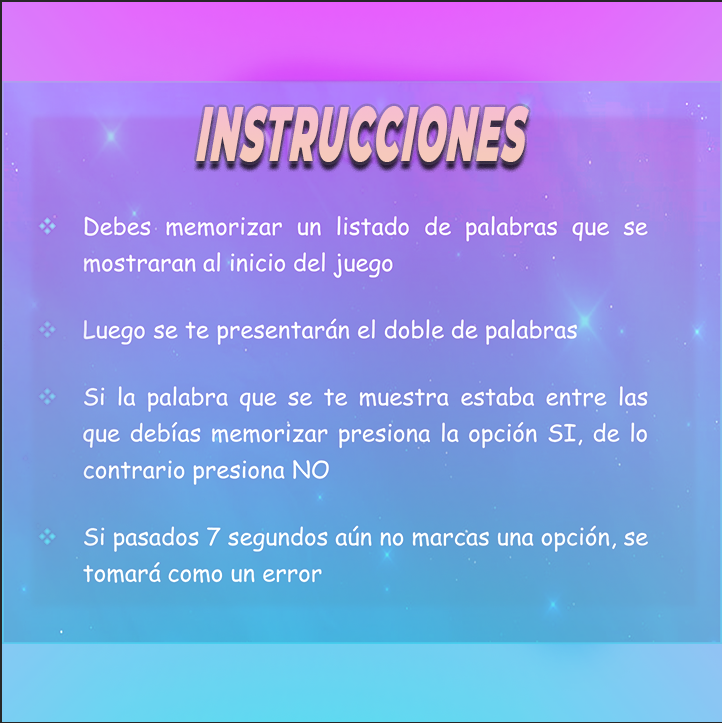 INSTRUCCIONES
Debes memorizar un listado de palabras que se
mostraran al inicio del juego
Luego se te presentarán el doble de palabras
Si la palabra que se te muestra estaba entre las
que debías memorizar presiona la opción SI, de lo
contrario presiona NO
Si pasados 7 segundos aún no marcas una opción, se
tomará como un error